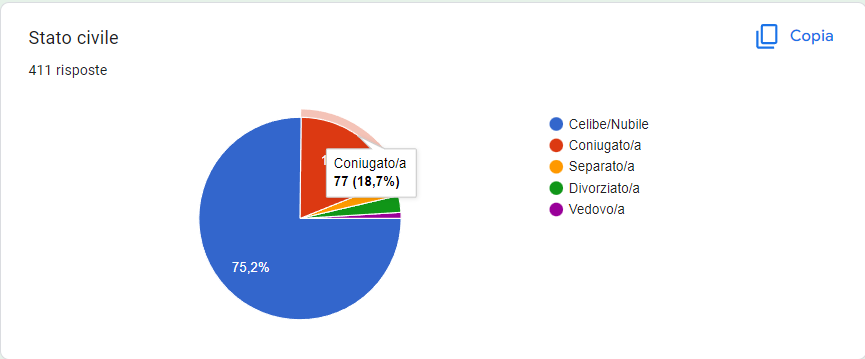 Stato civile
Copia
411 risposte
Celibe/Nubile
Coniugato/a
Separato/a
Divorziato/a
Vedovo/a
Coniugato/a
77 (18,7%)
75,2%